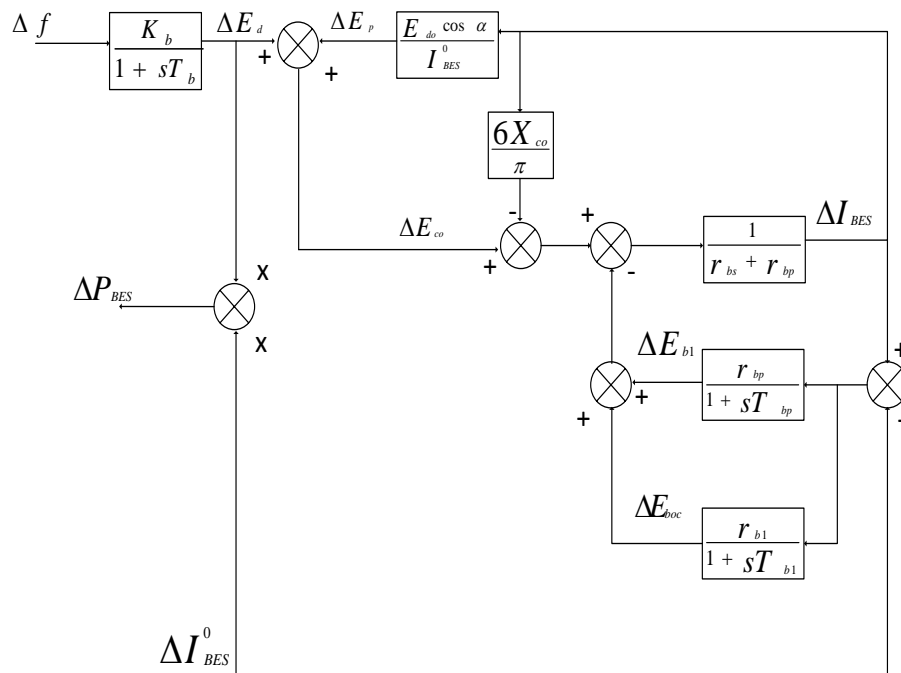 Δ f
K_b / 1 + sT_b
ΔE_d
+
+
ΔE_p
E_do cos α / I^0_BES
6X_co / π
-
ΔE_co
+
+
-
1 / r_bs + r_bp
ΔI_BES
X
ΔP_BES
X
ΔE_b1
+
+
r_bp / 1 + sT_bp
+
-
ΔE_boc
r_b1 / 1 + sT_b1
ΔI^0_BES